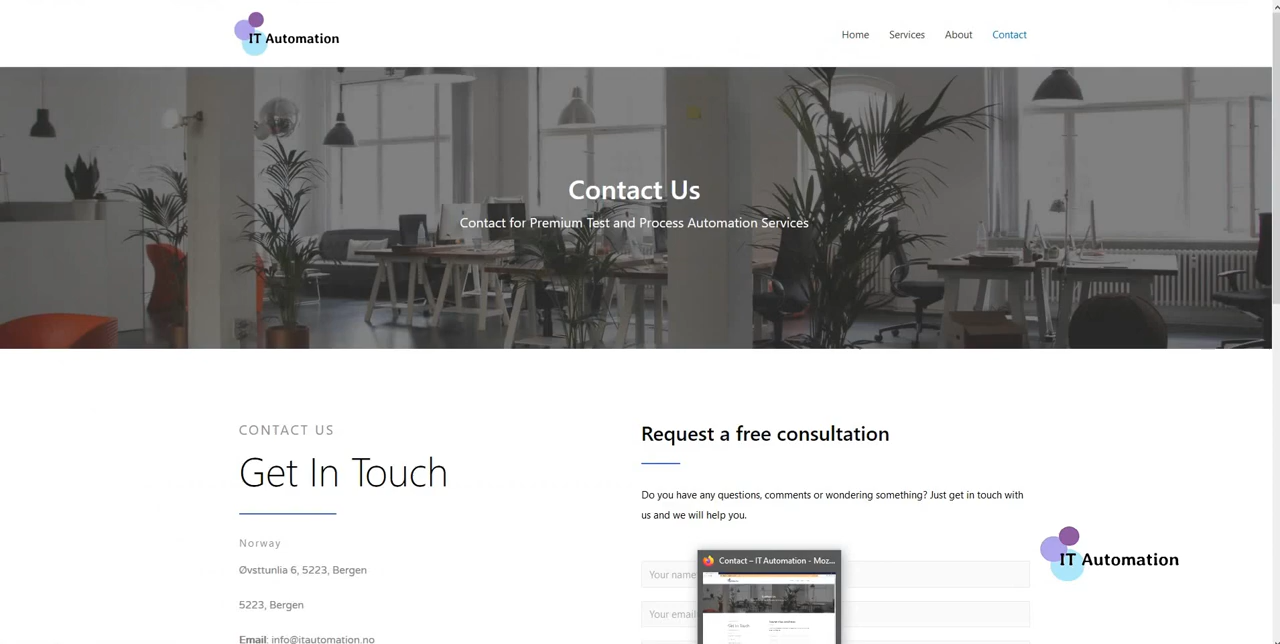 IT Automation
Home
Services
About
Contact
Contact Us
Contact for Premium Test and Process Automation Services
CONTACT US
Get In Touch
Norway
Øvsttunlia 6, 5223, Bergen
5223, Bergen
Email: info@itautomation.no
Request a free consultation
Do you have any questions, comments or wondering something? Just get in touch with
us and we will help you.
Your name
Your email
Contact – IT Automation - Moz...
IT Automation